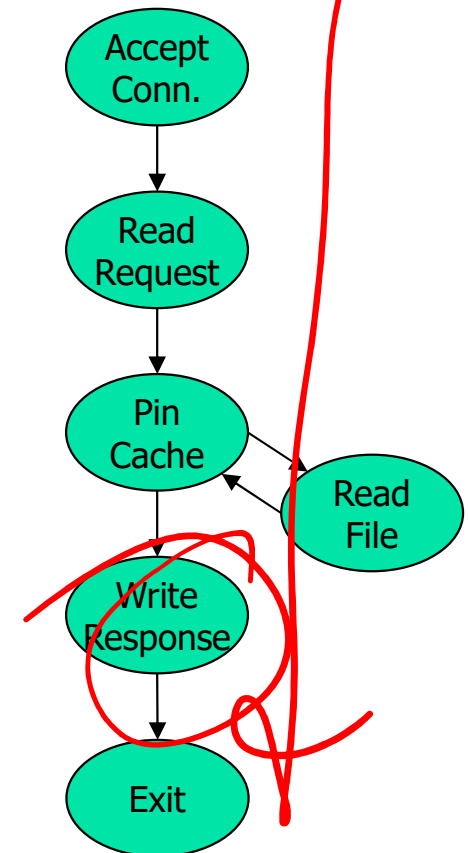 Accept
Conn.
Read
Request
Pin
Cache
Read
File
Write
Response
Exit